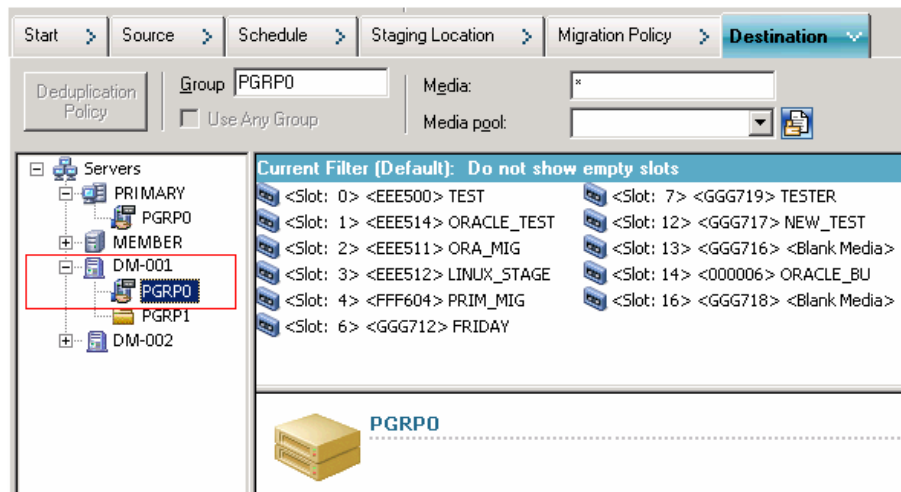 Start Source Schedule Staging Location Migration Policy Destination
Deduplication Policy
Group PGRP0
Use Any Group
Media: *
Media pool:
Servers
PRIMARY
PGRP0
MEMBER
DM-001
PGRP0
PGRP1
DM-002
Current Filter (Default): Do not show empty slots
<Slot: 0> <EEE500> TEST
<Slot: 1> <EEE514> ORACLE_TEST
<Slot: 2> <EEE511> ORA_MIG
<Slot: 3> <EEE512> LINUX_STAGE
<Slot: 4> <FFF604> PRIM_MIG
<Slot: 6> <GGG712> FRIDAY
<Slot: 7> <GGG719> TESTER
<Slot: 12> <GGG717> NEW_TEST
<Slot: 13> <GGG716> <Blank Media>
<Slot: 14> <000006> ORACLE_BU
<Slot: 16> <GGG718> <Blank Media>
PGRP0